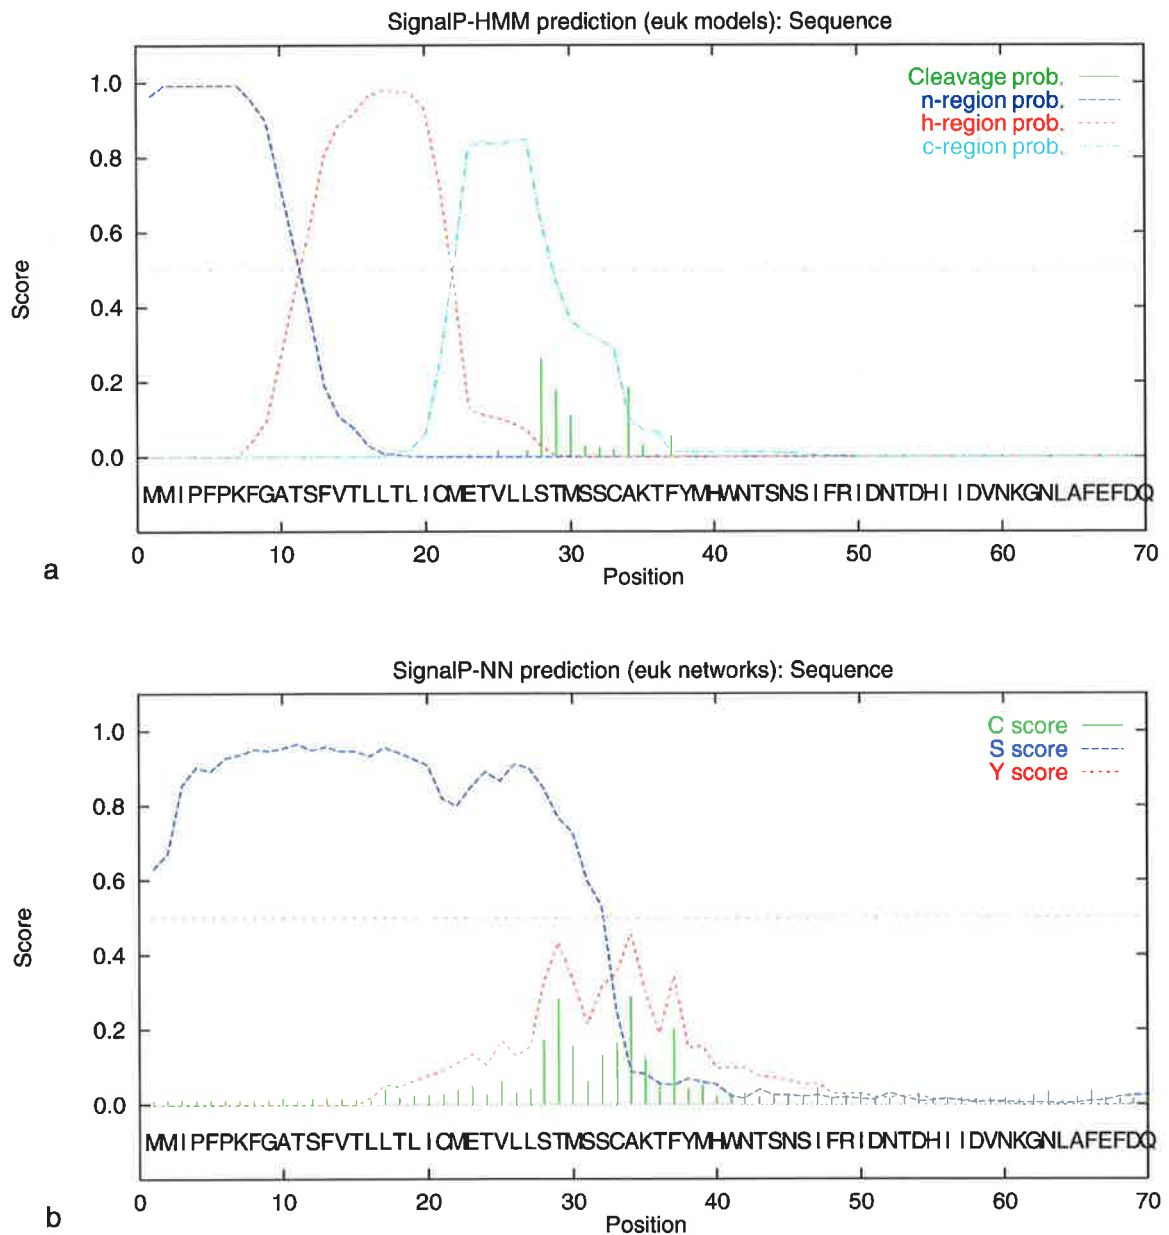 SignalP-HMM prediction (euk models): Sequence
Cleavage prob.
n-region prob.
h-region prob.
c-region prob.
1.0
0.8
0.6
0.4
0.2
0.0
Score
MMIPFPKFGATSFVTLLTLICMETVLLSTMSSCAKTFYMHWNTSNSIFRIDNTDHIIDVNKGNLAFEFDQ
0 10 20 30 40 50 60 70
Position
a
SignalP-NN prediction (euk networks): Sequence
C score
S score
Y score
1.0
0.8
0.6
0.4
0.2
0.0
Score
MMIPFPKFGATSFVTLLTLICMETVLLSTMSSCAKTFYMHWNTSNSIFRIDNTDHIIDVNKGNLAFEFDQ
0 10 20 30 40 50 60 70
Position
b